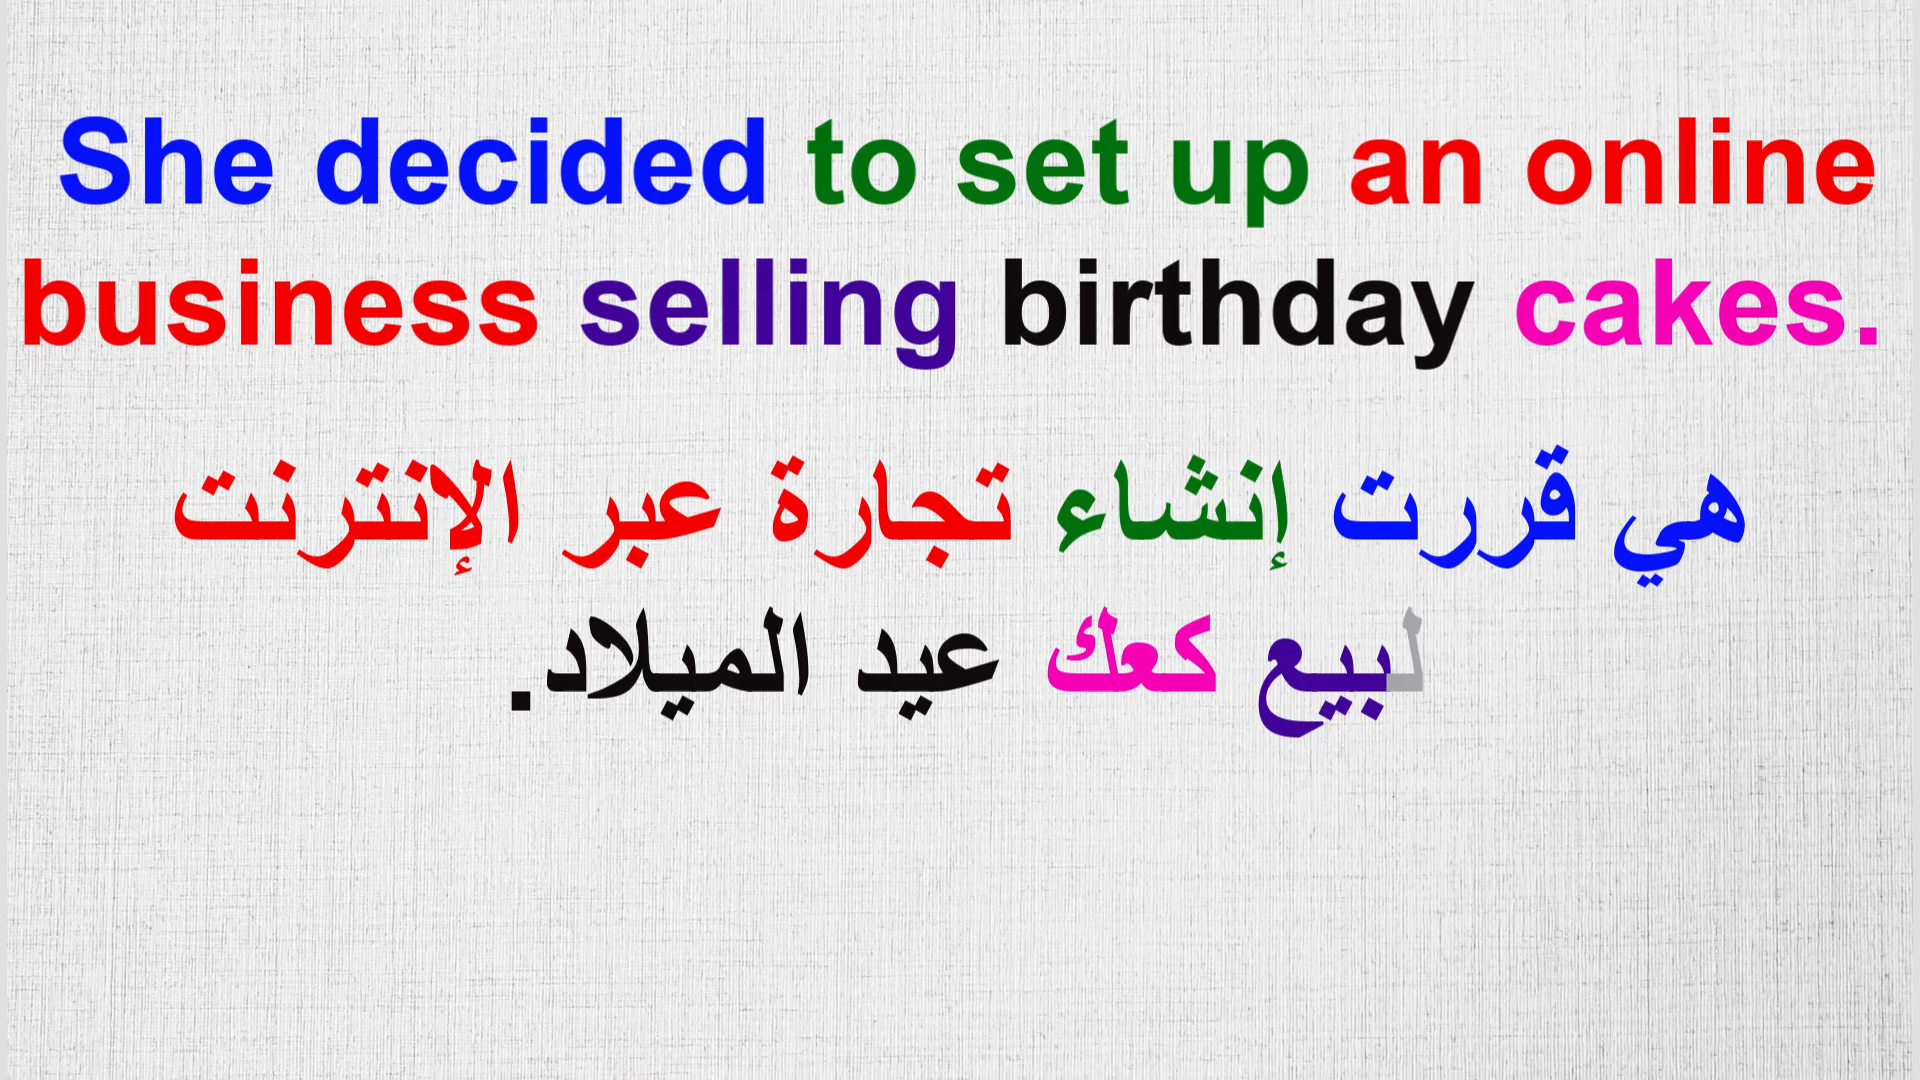 She decided to set up an online
business selling birthday cakes.
هي قررت إنشاء تجارة عبر الإنترنت
لبيع كعك عيد الميلاد.